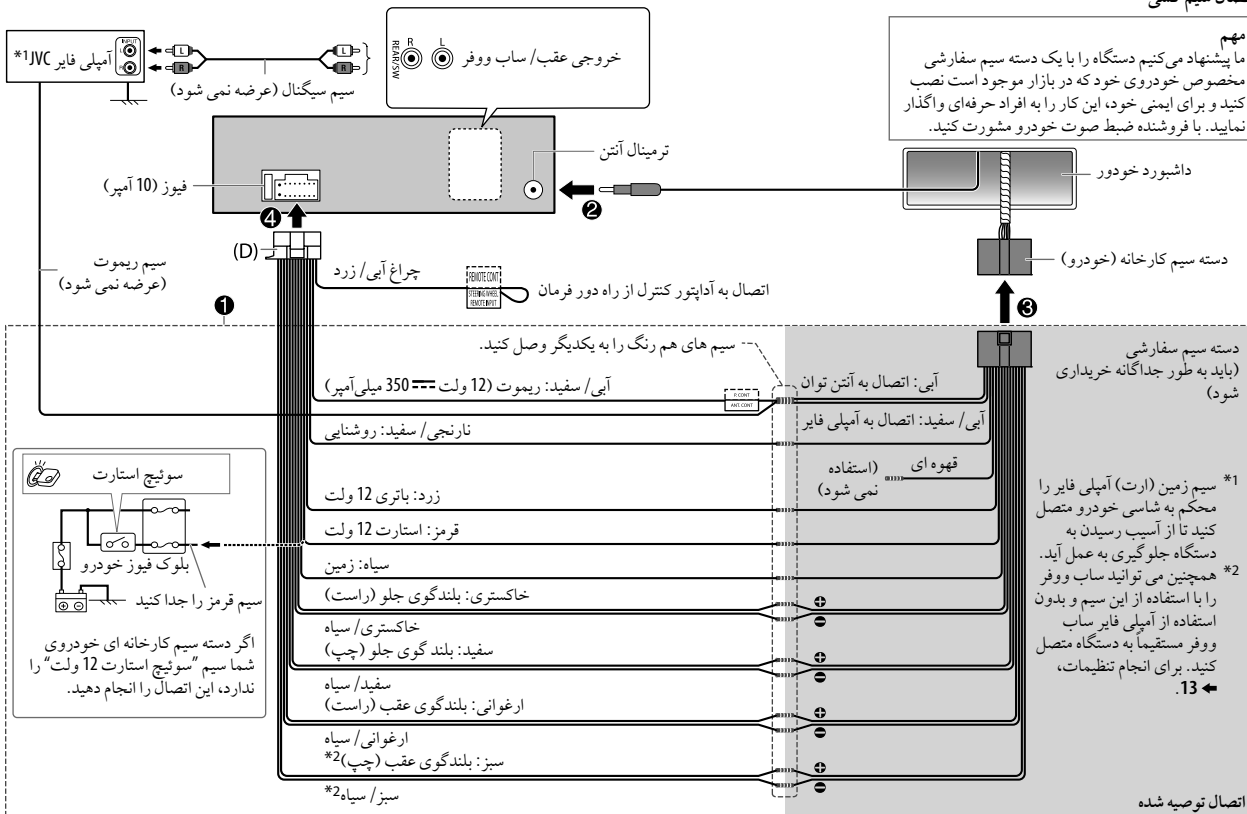 اتصال سیم کشی
مهم
ما پیشنهاد می‌کنیم دستگاه را با یک دسته سیم سفارشی
مخصوص خودروی خود که در بازار موجود است نصب
کنید و برای ایمنی خود، این کار را به افراد حرفه‌ای واگذار
نمایید. با فروشنده ضبط صوت خودرو مشورت کنید.
خروجی عقب/ ساب ووفر
L
R
REAR/SW
آمپلی فایر JVC*1
INPUT
L
R
L
R
L
R
سیم سیگنال (عرضه نمی شود)
ترمینال آنتن
داشبورد خودور
فیوز (10 آمپر)
4
2
(D)
دسته سیم کارخانه (خودرو)
سیم ریموت
(عرضه نمی شود)
چراغ آبی/ زرد
REMOTE CONT
STEERING WHEEL
REMOTE INPUT
اتصال به آداپتور کنترل از راه دور فرمان
1
3
سیم های هم رنگ را به یکدیگر وصل کنید.
دسته سیم سفارشی
(باید به طور جداگانه خریداری
شود)
آبی: اتصال به آنتن توان
آبی/ سفید: ریموت (12 ولت ⎓ 350 میلی‌آمپر)
P. CONT
ANT. CONT
آبی/ سفید: اتصال به آمپلی فایر
نارنجی/ سفید: روشنایی
قهوه ای
(استفاده
نمی شود)
زرد: باتری 12 ولت
قرمز: استارت 12 ولت
سیاه: زمین
خاکستری: بلندگوی جلو (راست)
خاکستری/ سیاه
سفید: بلند گوی جلو (چپ)
سفید/ سیاه
ارغوانی: بلندگوی عقب (راست)
ارغوانی/ سیاه
سبز: بلندگوی عقب (چپ)*2
سبز/ سیاه*2
*1 سیم زمین (ارت) آمپلی فایر را
محکم به شاسی خودرو متصل
کنید تا از آسیب رسیدن به
دستگاه جلوگیری به عمل آید.
*2 همچنین می توانید ساب ووفر
را با استفاده از این سیم و بدون
استفاده از آمپلی فایر ساب
ووفر مستقیماً به دستگاه متصل
کنید. برای انجام تنظیمات،
➜ 13.
سوئیچ استارت
بلوک فیوز خودرو
سیم قرمز را جدا کنید
اگر دسته سیم کارخانه ای خودروی
شما سیم "سوئیچ استارت 12 ولت" را
ندارد، این اتصال را انجام دهید.
اتصال توصیه شده